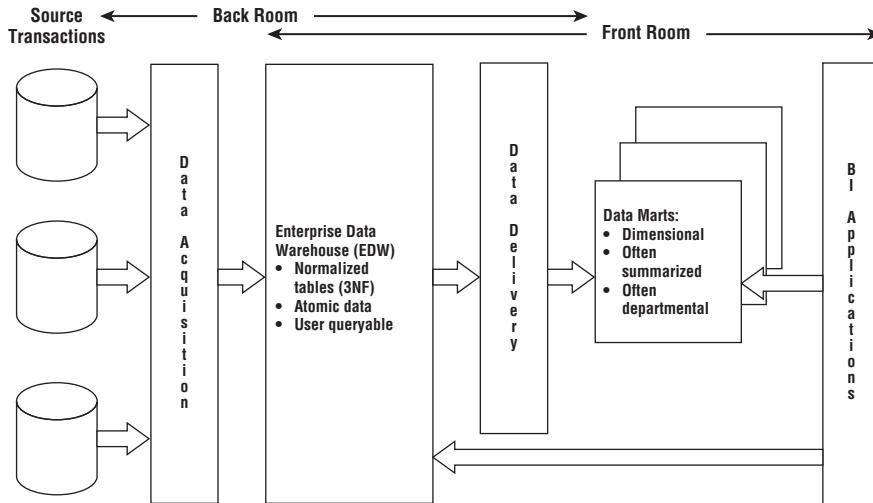 Source
Transactions
Back Room
Front Room
Data Acquisition
Enterprise Data
Warehouse (EDW)
• Normalized
tables (3NF)
• Atomic data
• User queryable
Data Delivery
Data Marts:
• Dimensional
• Often
summarized
• Often
departmental
BI Applications